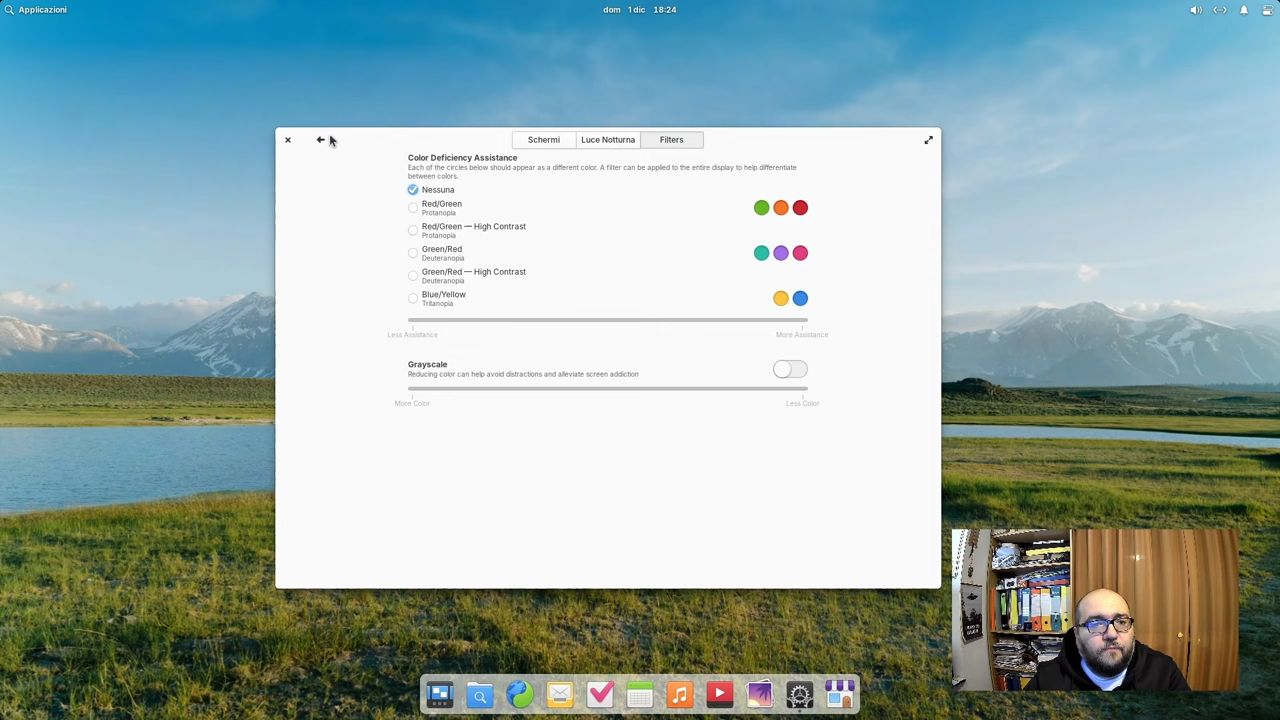 Applicazioni
dom 1 dic 18:24
Schermi
Luce Notturna
Filters
Color Deficiency Assistance
Each of the circles below should appear as a different color. A filter can be applied to the entire display to help differentiate
between colors.
Nessuna
Red/Green
Protanopia
Red/Green — High Contrast
Protanopia
Green/Red
Deuteranopia
Green/Red — High Contrast
Deuteranopia
Blue/Yellow
Tritanopia
Less Assistance
More Assistance
Grayscale
Reducing color can help avoid distractions and alleviate screen addiction
More Color
Less Color